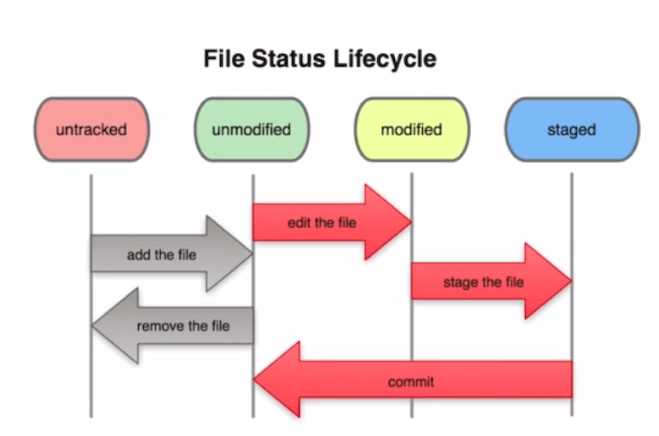 File Status Lifecycle
untracked
unmodified
modified
staged
edit the file
add the file
stage the file
remove the file
commit